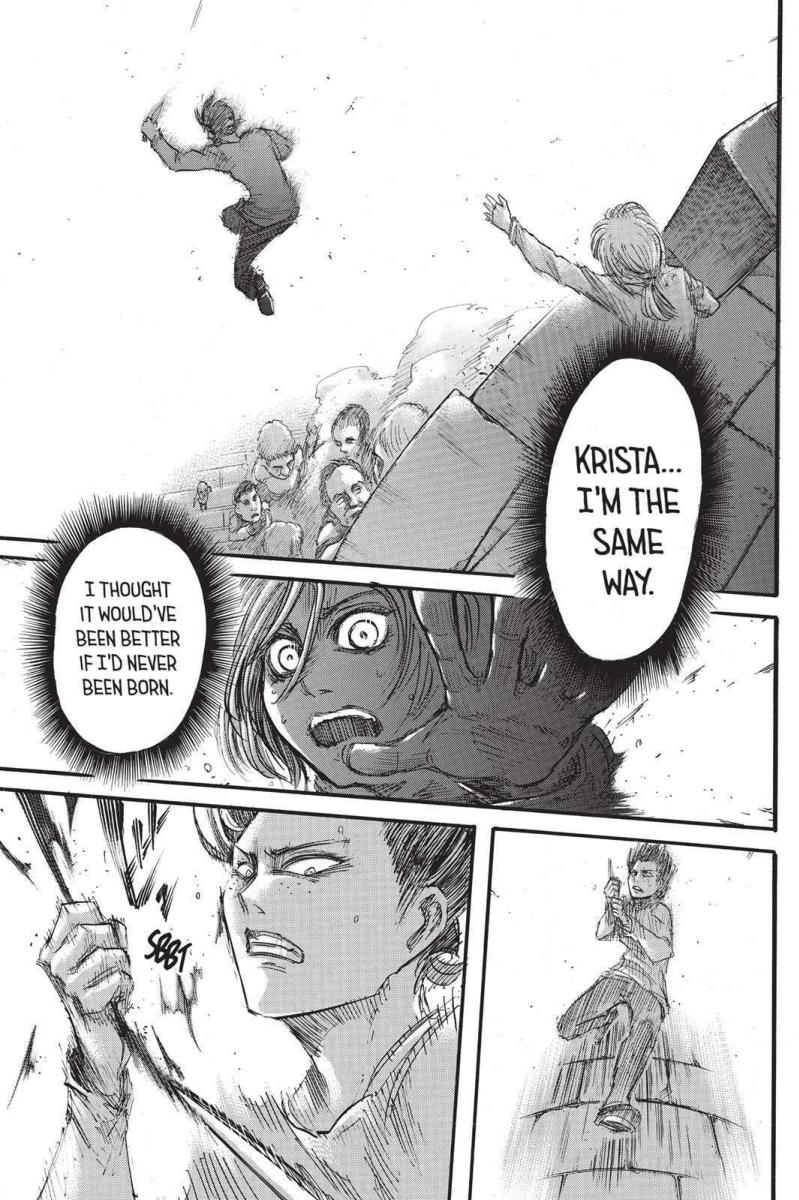 KRISTA...
I'M THE
SAME
WAY.
I THOUGHT
IT WOULD'VE
BEEN BETTER
IF I'D NEVER
BEEN BORN.
SBBT